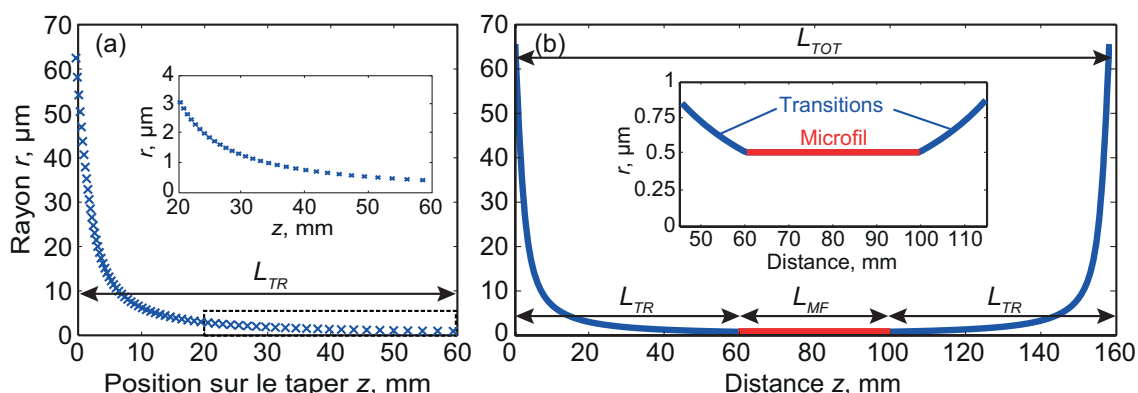 (a)
Rayon r, µm
70
60
50
40
30
20
10
0
r, µm
4
3
2
1
0
20 30 40 50 60
z, mm
L_TR
0 10 20 30 40 50 60
Position sur le taper z, mm
(b)
70
60
50
40
30
20
10
0
L_TOT
r, µm
1
0.75
0.5
0.25
0
Transitions
Microfil
50 60 70 80 90 100 110
Distance, mm
L_TR L_MF L_TR
0 20 40 60 80 100 120 140 160
Distance z, mm